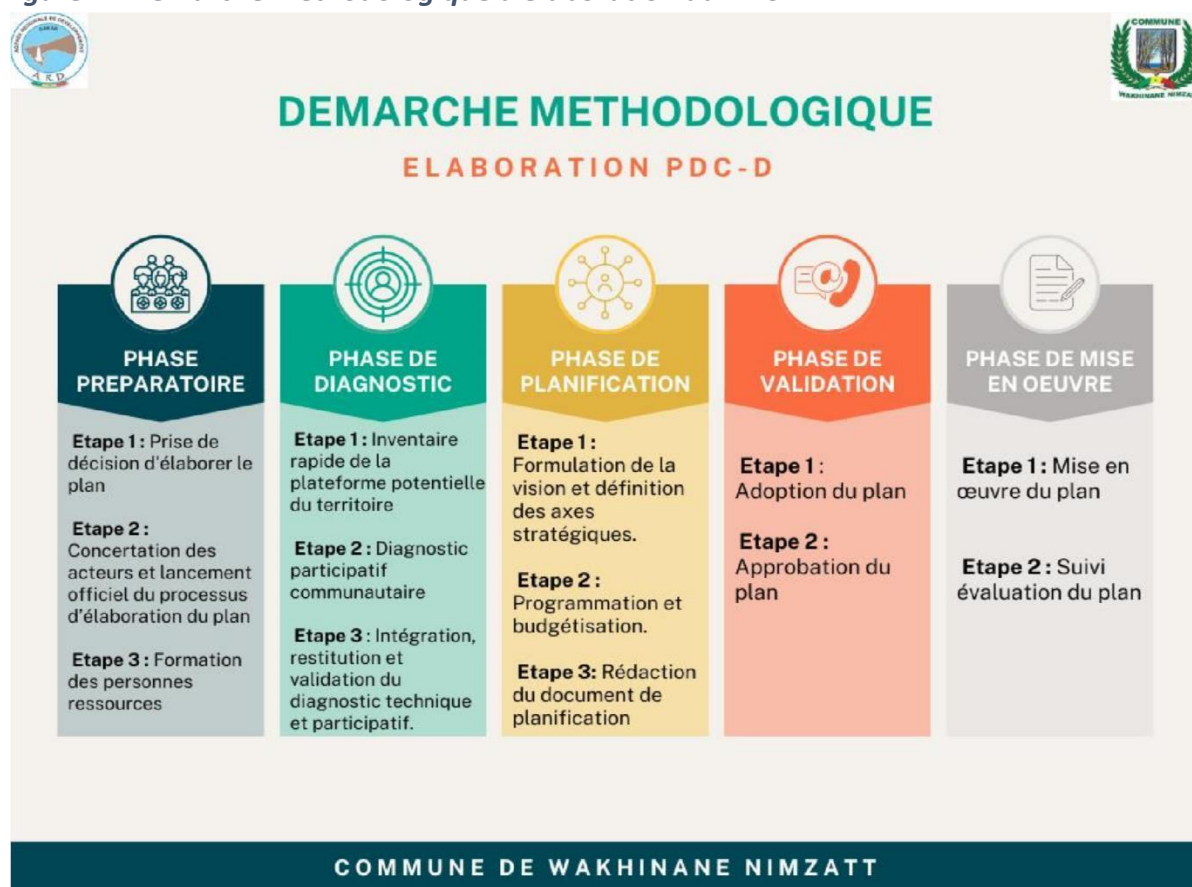 DEMARCHE METHODOLOGIQUE
ELABORATION PDC-D
PHASE
PREPARATOIRE
Etape 1 : Prise de
décision d'élaborer le
plan
Etape 2 :
Concertation des
acteurs et lancement
officiel du processus
d'élaboration du plan
Etape 3 : Formation
des personnes
ressources
PHASE DE
DIAGNOSTIC
Etape 1 : Inventaire
rapide de la
plateforme potentielle
du territoire
Etape 2 : Diagnostic
participatif
communautaire
Etape 3 : Intégration,
restitution et
validation du
diagnostic technique
et participatif.
PHASE DE
PLANIFICATION
Etape 1 :
Formulation de la
vision et définition
des axes
stratégiques.
Etape 2 :
Programmation et
budgétisation.
Etape 3: Rédaction
du document de
planification
PHASE DE
VALIDATION
Etape 1 :
Adoption du plan
Etape 2 :
Approbation du
plan
PHASE DE MISE
EN OEUVRE
Etape 1 : Mise en
œuvre du plan
Etape 2 : Suivi
évaluation du plan
COMMUNE DE WAKHINANE NIMZATT
COMMUNE
A R D